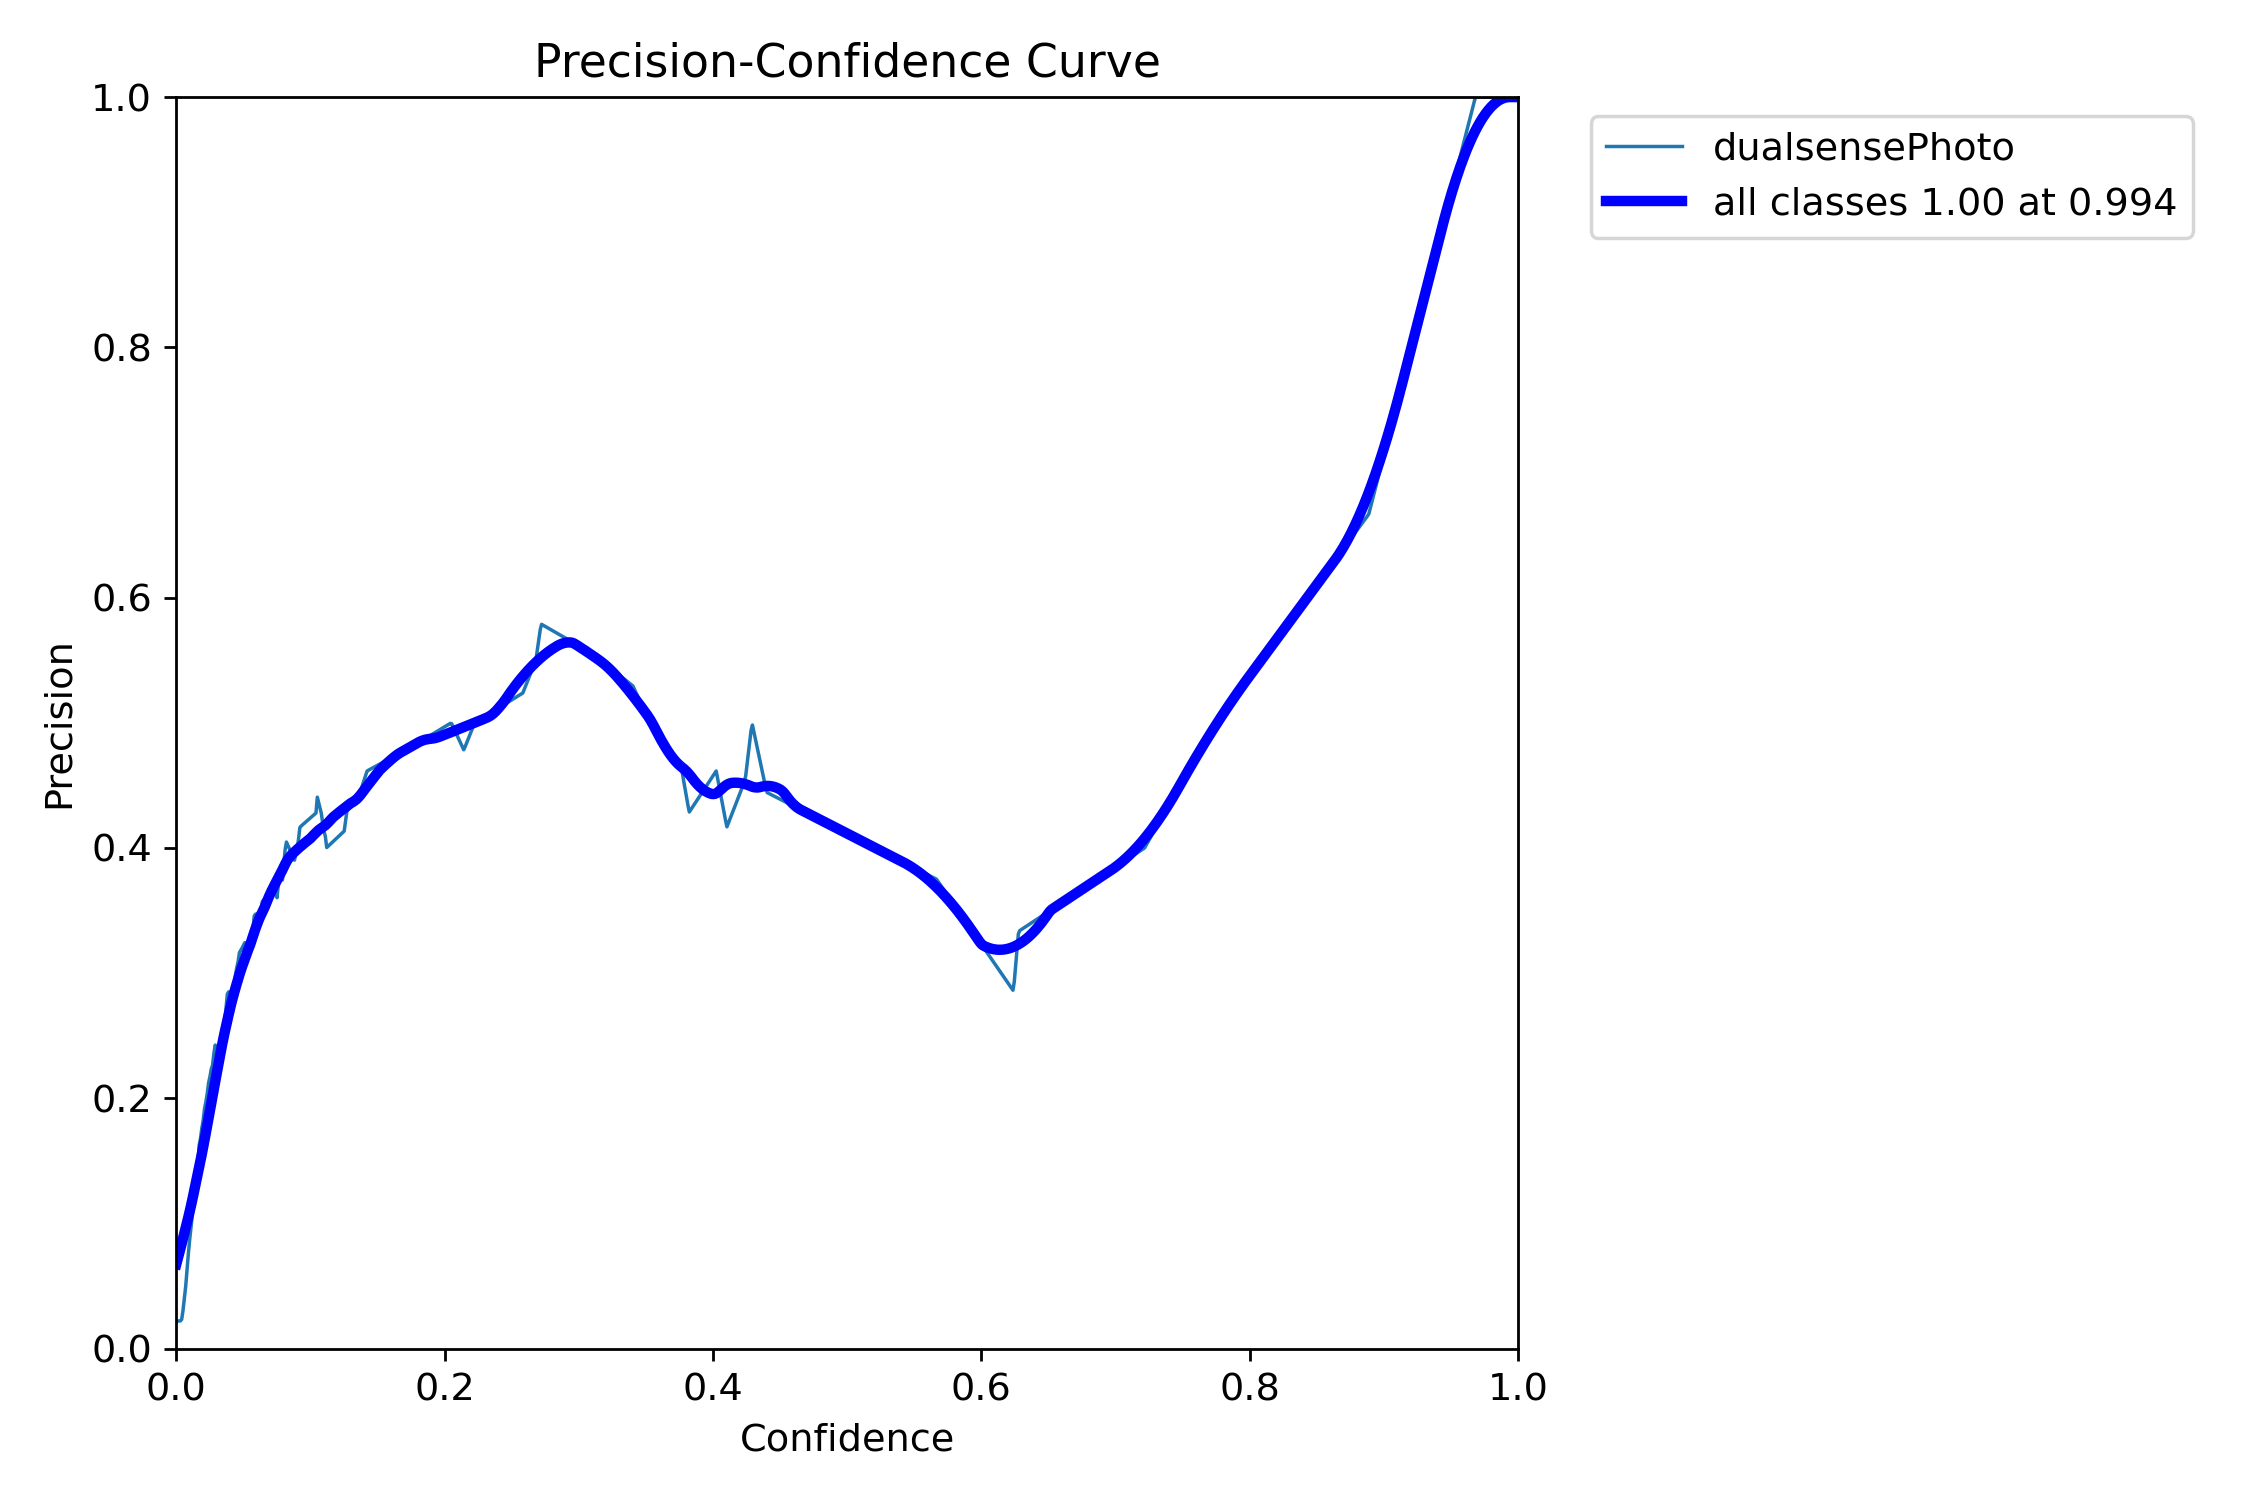 Precision-Confidence Curve
1.0
0.8
0.6
0.4
0.2
0.0
Precision
0.0 0.2 0.4 0.6 0.8 1.0
Confidence
dualsensePhoto
all classes 1.00 at 0.994